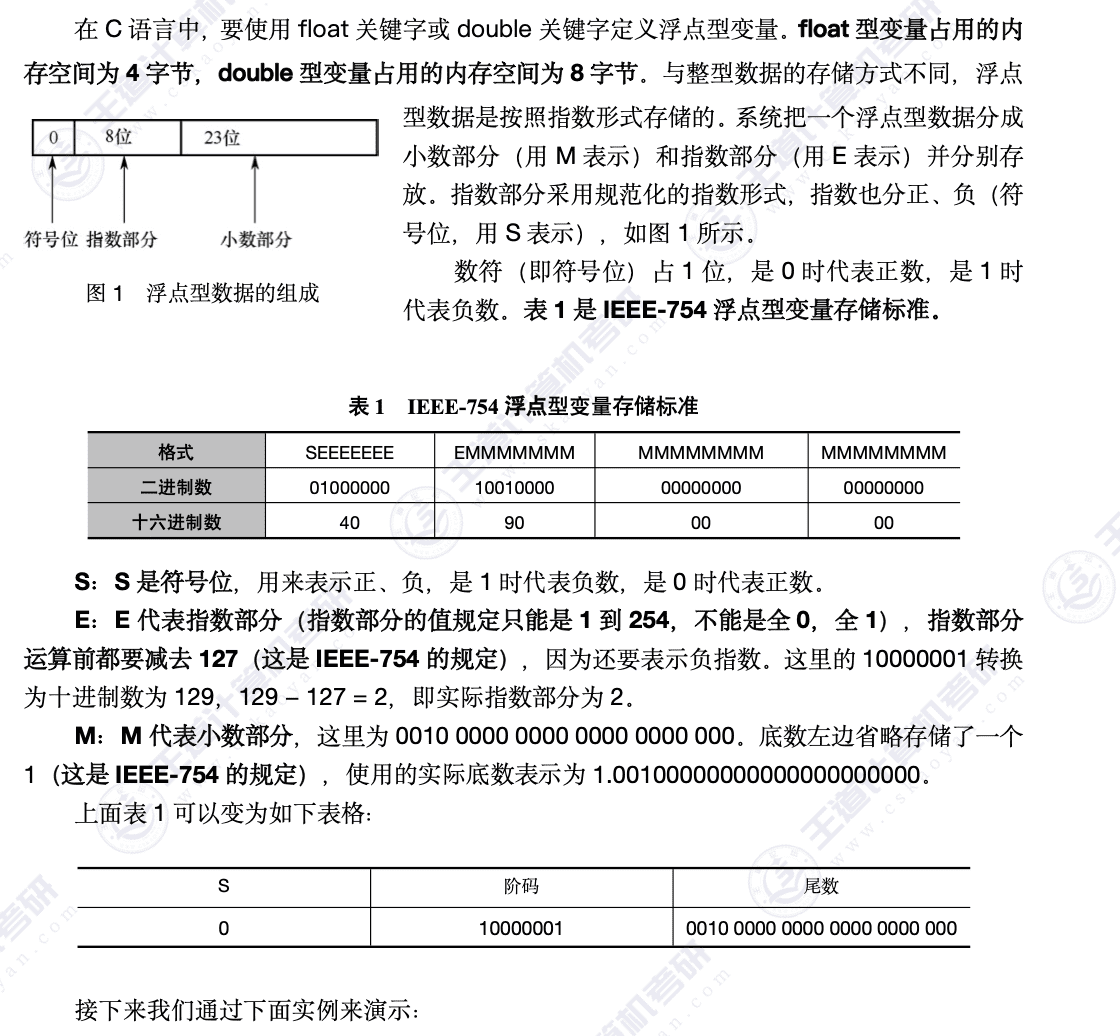 在 C 语言中，要使用 float 关键字或 double 关键字定义浮点型变量。float 型变量占用的内
存空间为 4 字节，double 型变量占用的内存空间为 8 字节。与整型数据的存储方式不同，浮点
型数据是按照指数形式存储的。系统把一个浮点型数据分成
小数部分（用 M 表示）和指数部分（用 E 表示）并分别存
放。指数部分采用规范化的指数形式，指数也分正、负（符
号位，用 S 表示），如图 1 所示。
0 8位 23位
符号位 指数部分 小数部分
图 1 浮点型数据的组成
数符（即符号位）占 1 位，是 0 时代表正数，是 1 时
代表负数。表 1 是 IEEE-754 浮点型变量存储标准。
表 1 IEEE-754 浮点型变量存储标准
格式 SEEEEEEE EMMMMMMM MMMMMMMM MMMMMMMM
二进制数 01000000 10010000 00000000 00000000
十六进制数 40 90 00 00
S：S 是符号位，用来表示正、负，是 1 时代表负数，是 0 时代表正数。
E：E 代表指数部分（指数部分的值规定只能是 1 到 254，不能是全 0，全 1），指数部分
运算前都要减去 127（这是 IEEE-754 的规定），因为还要表示负指数。这里的 10000001 转换
为十进制数为 129，129 − 127 = 2，即实际指数部分为 2。
M：M 代表小数部分，这里为 0010 0000 0000 0000 0000 000。底数左边省略存储了一个
1（这是 IEEE-754 的规定），使用的实际底数表示为 1.00100000000000000000000。
上面表 1 可以变为如下表格：
S 阶码 尾数
0 10000001 0010 0000 0000 0000 0000 000
接下来我们通过下面实例来演示：
王道计算机考研
www.cskaoyan.com